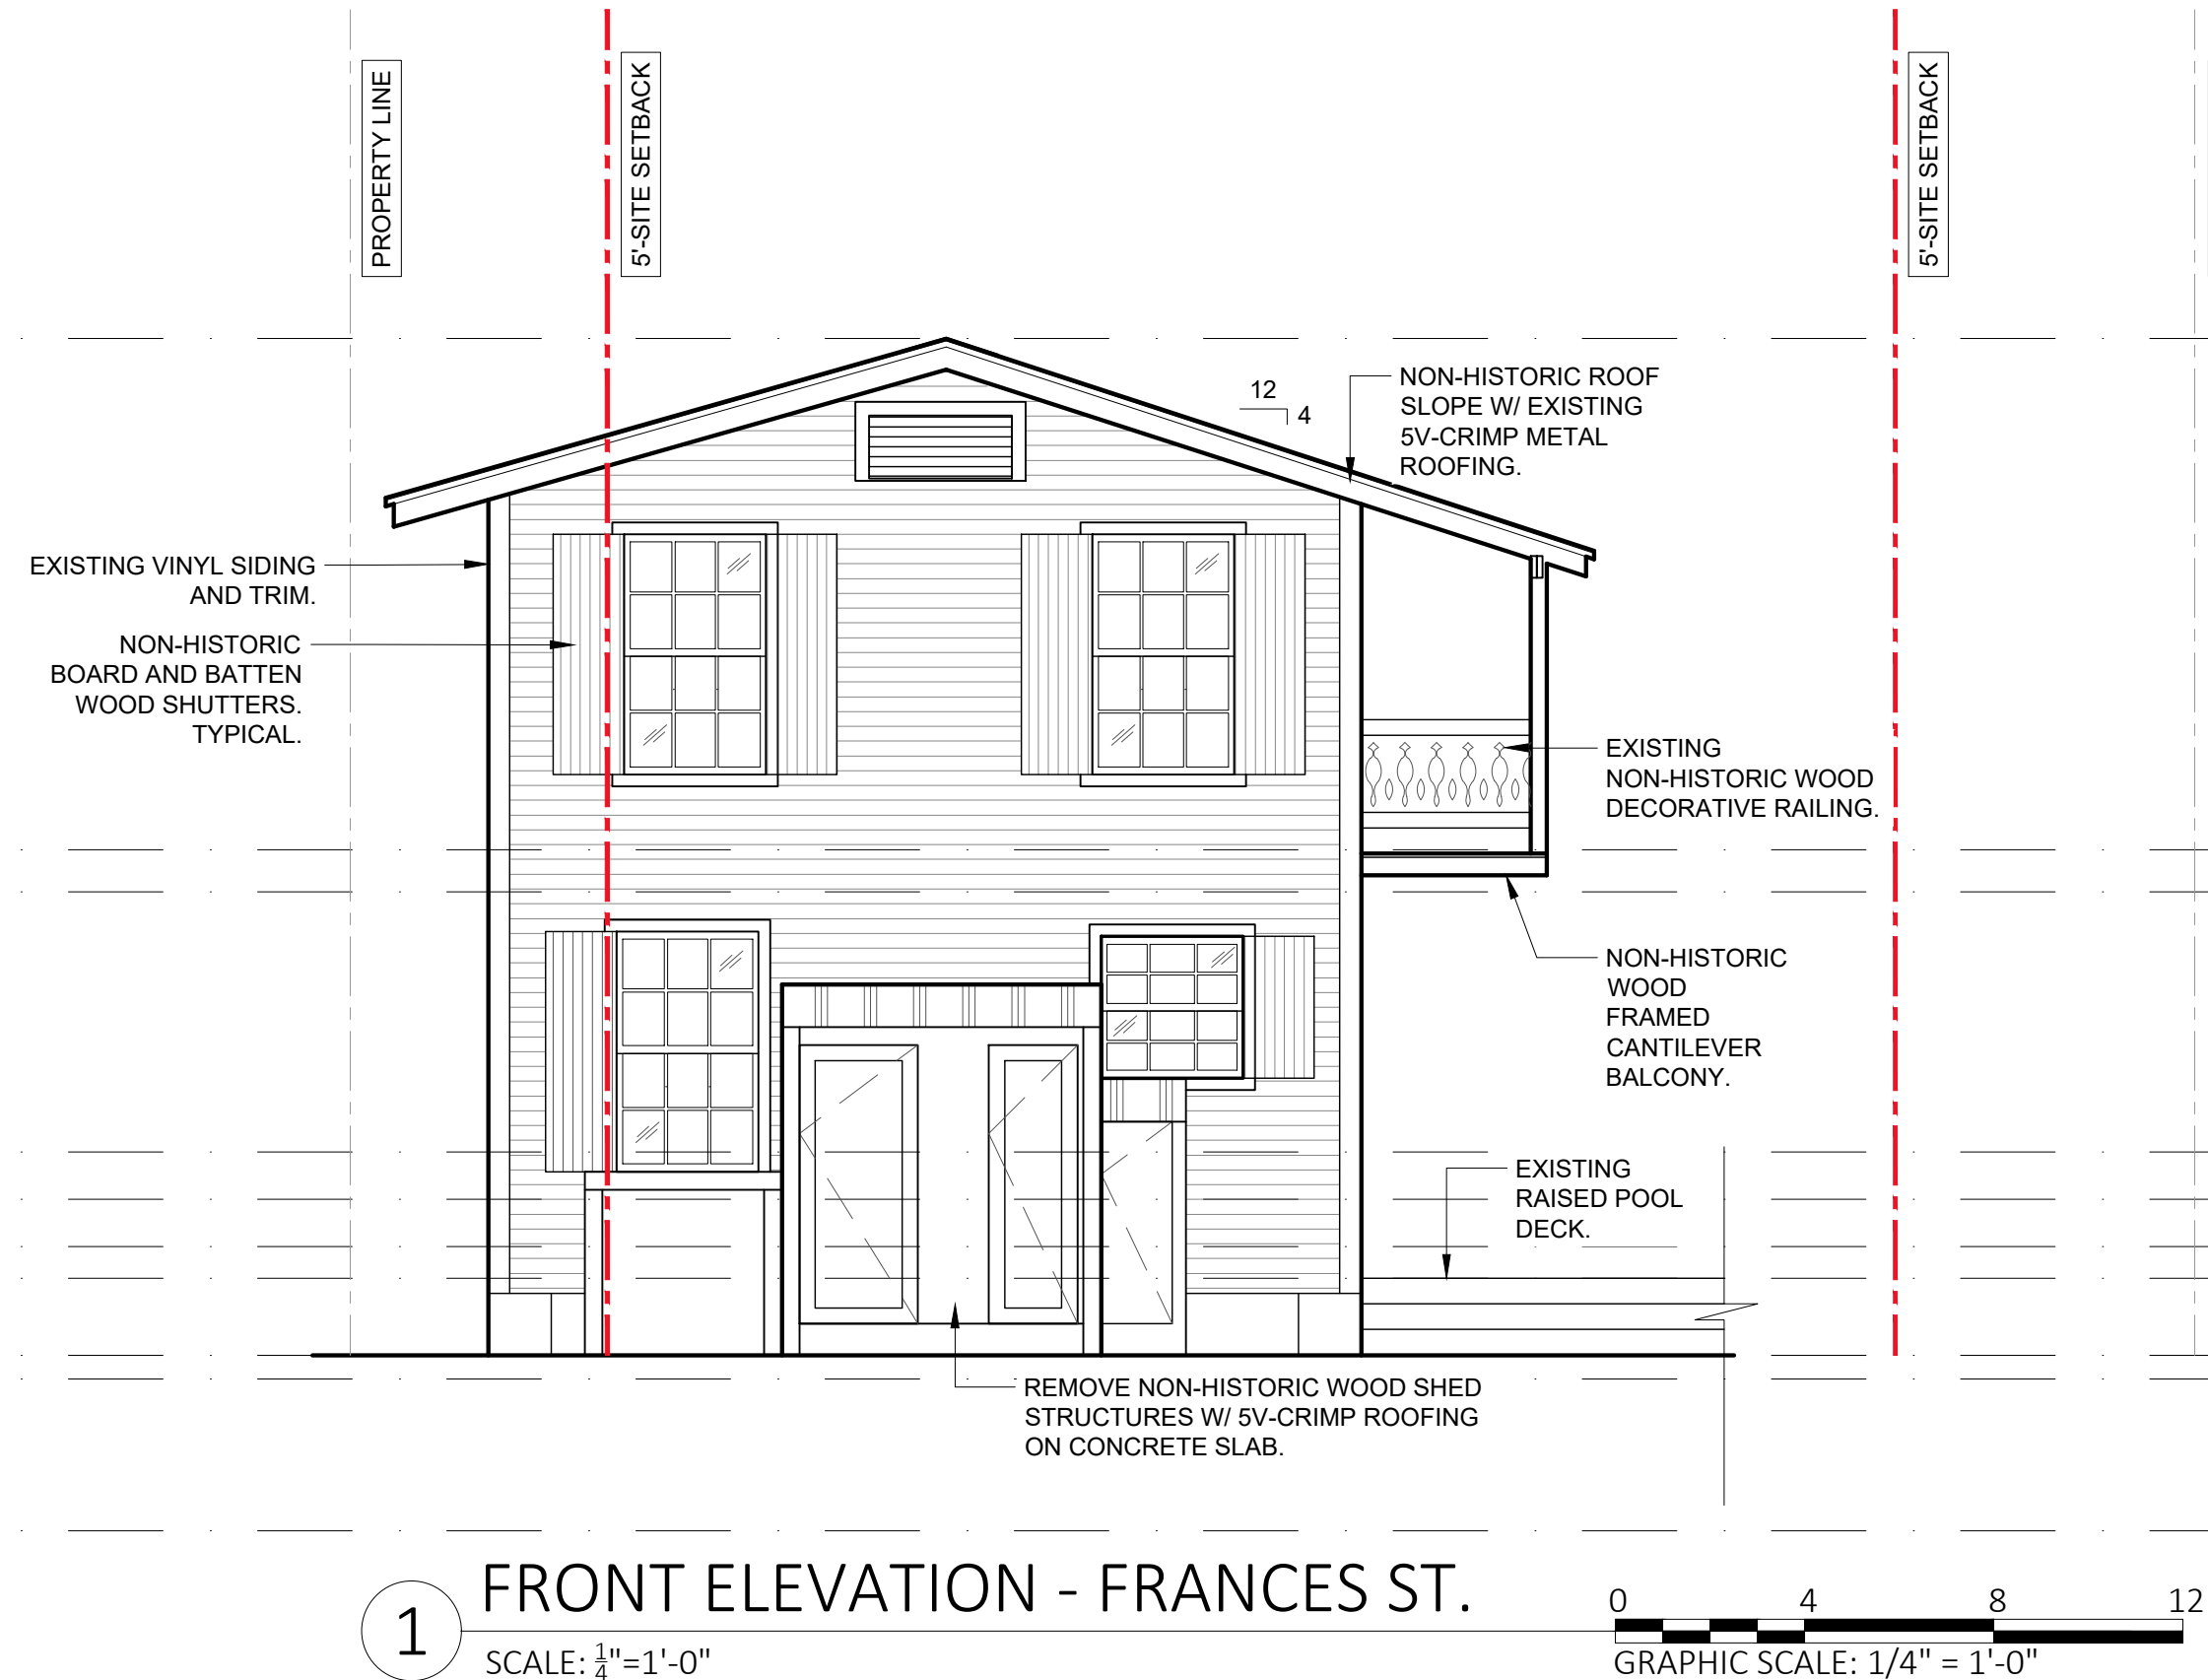 PROPERTY LINE
5'-SITE SETBACK
5'-SITE SETBACK
12
4
NON-HISTORIC ROOF
SLOPE W/ EXISTING
5V-CRIMP METAL
ROOFING.
EXISTING VINYL SIDING
AND TRIM.
NON-HISTORIC
BOARD AND BATTEN
WOOD SHUTTERS.
TYPICAL.
EXISTING
NON-HISTORIC WOOD
DECORATIVE RAILING.
NON-HISTORIC
WOOD
FRAMED
CANTILEVER
BALCONY.
EXISTING
RAISED POOL
DECK.
REMOVE NON-HISTORIC WOOD SHED
STRUCTURES W/ 5V-CRIMP ROOFING
ON CONCRETE SLAB.
1
FRONT ELEVATION - FRANCES ST.
SCALE: 1/4"=1'-0"
0 4 8 12
GRAPHIC SCALE: 1/4" = 1'-0"